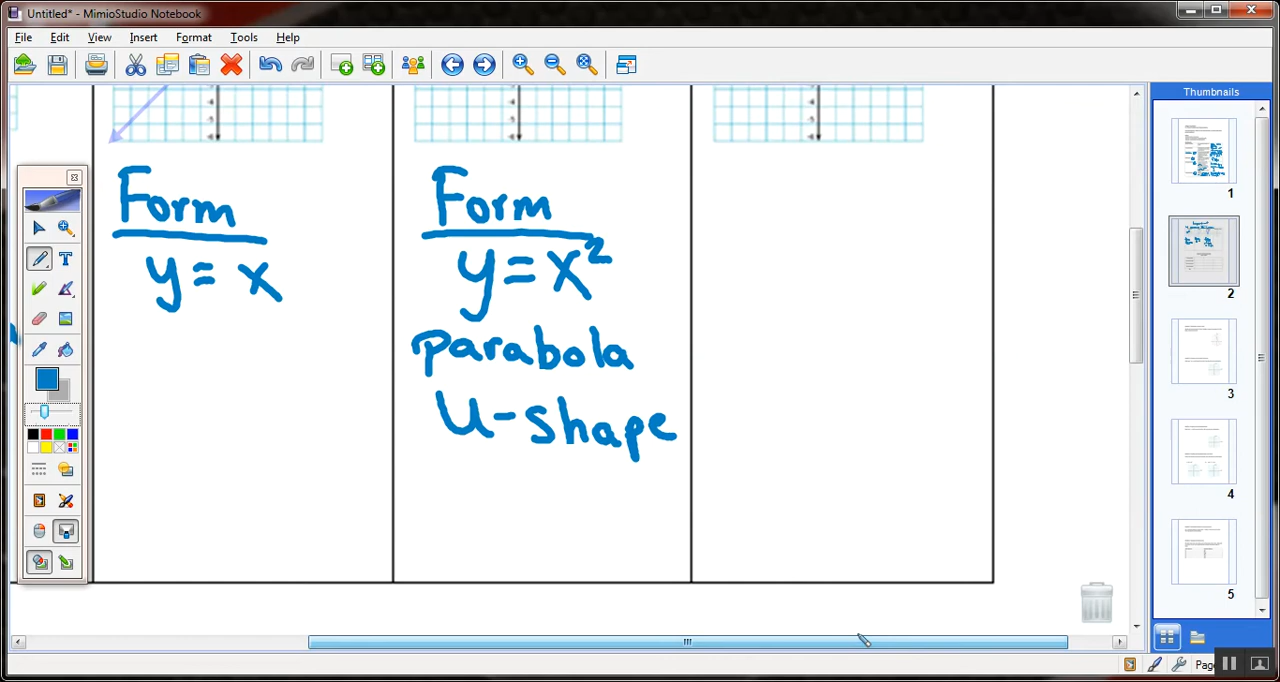 Untitled* - MimioStudio Notebook
File Edit View Insert Format Tools Help
Thumbnails
Form
y = x
Form
y = x²
parabola
U-shape
1
2
3
4
5
Page